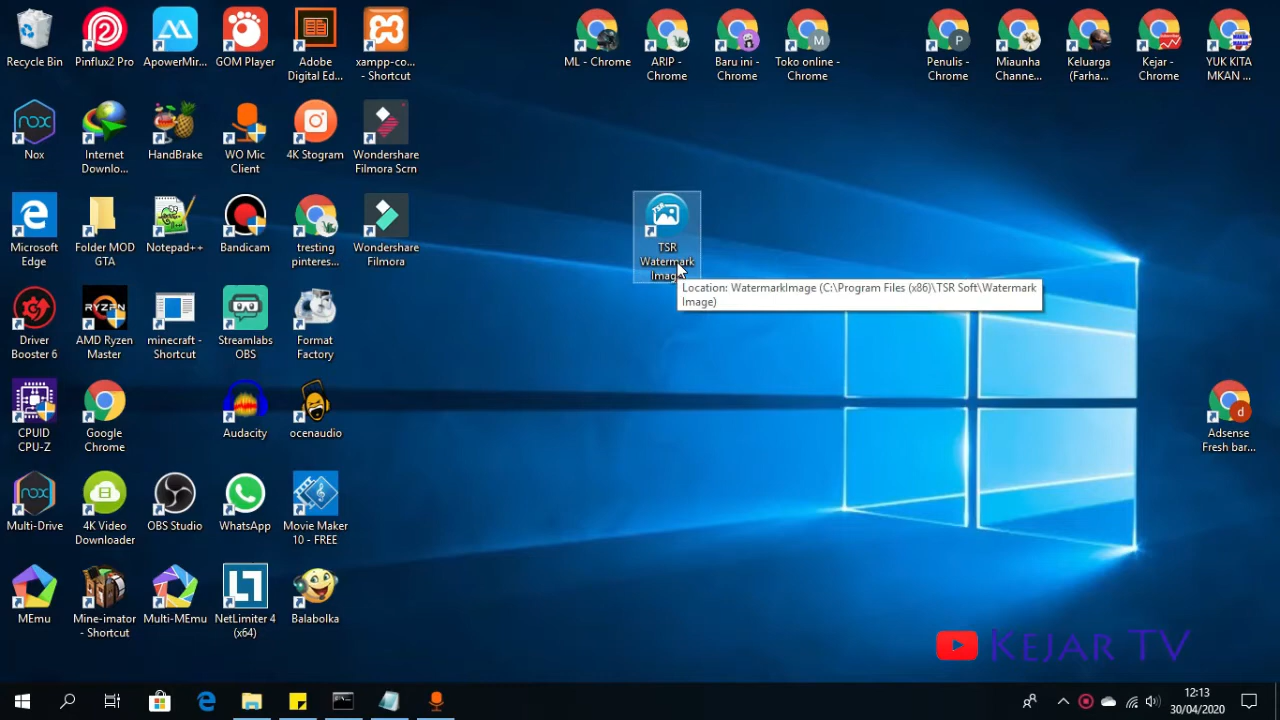 Recycle Bin
Pinflux2 Pro
ApowerMir...
GOM Player
Adobe
Digital Ed...
xampp-co...
- Shortcut
ML - Chrome
ARIP -
Chrome
Baru ini -
Chrome
Toko online -
Chrome
Penulis -
Chrome
Miaunha
Channe...
Keluarga
(Farha...
Kejar -
Chrome
YUK KITA
MKAN ...
Nox
Internet
Downlo...
HandBrake
WO Mic
Client
4K Stogram
Wondershare
Filmora Scrn
Microsoft
Edge
Folder MOD
GTA
Notepad++
Bandicam
tresting
pinteres...
Wondershare
Filmora
TSR
Watermark
Image
Location: WatermarkImage (C:\Program Files (x86)\TSR Soft\Watermark
Image)
Driver
Booster 6
AMD Ryzen
Master
minecraft -
Shortcut
Streamlabs
OBS
Format
Factory
CPUID
CPU-Z
Google
Chrome
Audacity
ocenaudio
Adsense
Fresh bar...
Multi-Drive
4K Video
Downloader
OBS Studio
WhatsApp
Movie Maker
10 - FREE
MEmu
Mine-imator
- Shortcut
Multi-MEmu
NetLimiter 4
(x64)
Balabolka
KEJAR TV
12:13
30/04/2020